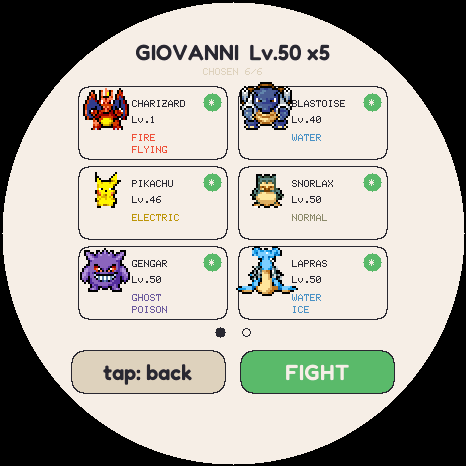 GIOVANNI Lv.50 x5
CHOSEN 6/6
CHARIZARD
Lv.1
FIRE
FLYING
BLASTOISE
Lv.40
WATER
PIKACHU
Lv.46
ELECTRIC
SNORLAX
Lv.50
NORMAL
GENGAR
Lv.50
GHOST
POISON
LAPRAS
Lv.50
WATER
ICE
tap: back
FIGHT